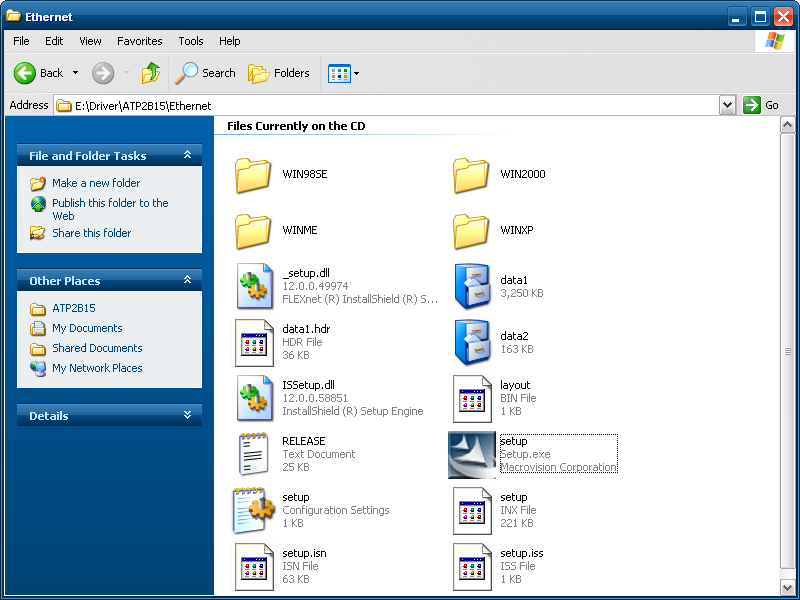 Ethernet
File Edit View Favorites Tools Help
Back Search Folders
Address E:\Driver\ATP2B15\Ethernet Go
Files Currently on the CD
File and Folder Tasks
Make a new folder
Publish this folder to the
Web
Share this folder
Other Places
ATP2B15
My Documents
Shared Documents
My Network Places
Details
WIN98SE
WIN2000
WINME
WINXP
_setup.dll
12.0.0.49974
FLEXnet (R) InstallShield (R) S...
data1
3,250 KB
data1.hdr
HDR File
36 KB
data2
163 KB
ISSetup.dll
12.0.0.58851
InstallShield (R) Setup Engine
layout
BIN File
1 KB
RELEASE
Text Document
25 KB
setup
Setup.exe
Macrovision Corporation
setup
Configuration Settings
1 KB
setup
INX File
221 KB
setup.isn
ISN File
63 KB
setup.iss
ISS File
1 KB